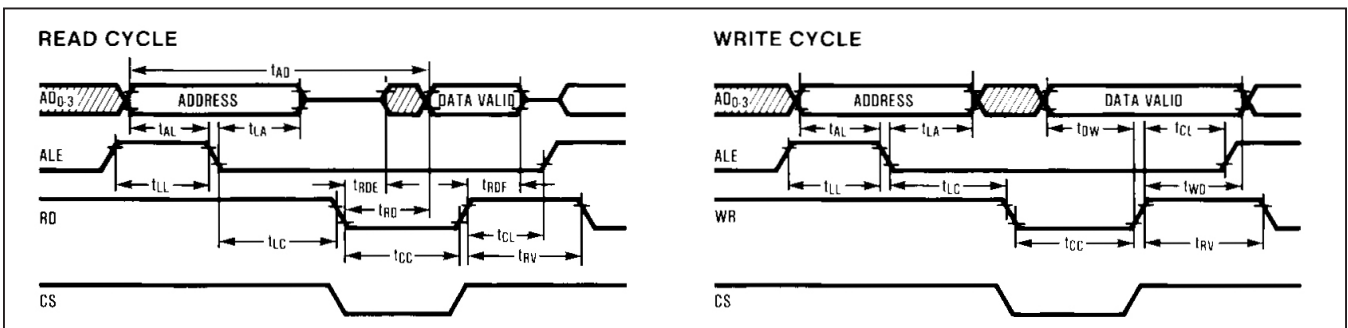 READ CYCLE
tAD
AD0-3 ADDRESS DATA VALID
tAL tLA
ALE
tLL tRDE tRDF
tRD
RD
tLC tCL
tCC tRV
CS
WRITE CYCLE
AD0-3 ADDRESS DATA VALID
tAL tLA tDW tCL
ALE
tLL tLC tWD
WR
tCC tRV
CS